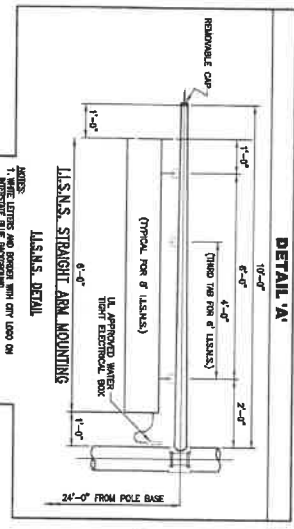 DETAIL 'A'
10'-0"
1'-0"
6'-0"
2'-0"
4'-0"
(THIRD TAB FOR 6' I.I.S.N.S.)
REMOVABLE CAP
1'-0"
(TYPICAL FOR 8' I.I.S.N.S.)
UL APPROVED WATER
TIGHT ELECTRICAL BOX
6'-0"
1'-0"
24'-0" FROM POLE BASE
I.I.S.N.S. STRAIGHT ARM MOUNTING
I.I.S.N.S. DETAIL
NOTES:
1. WHITE LETTERS AND BORDER WITH CITY LOGO ON